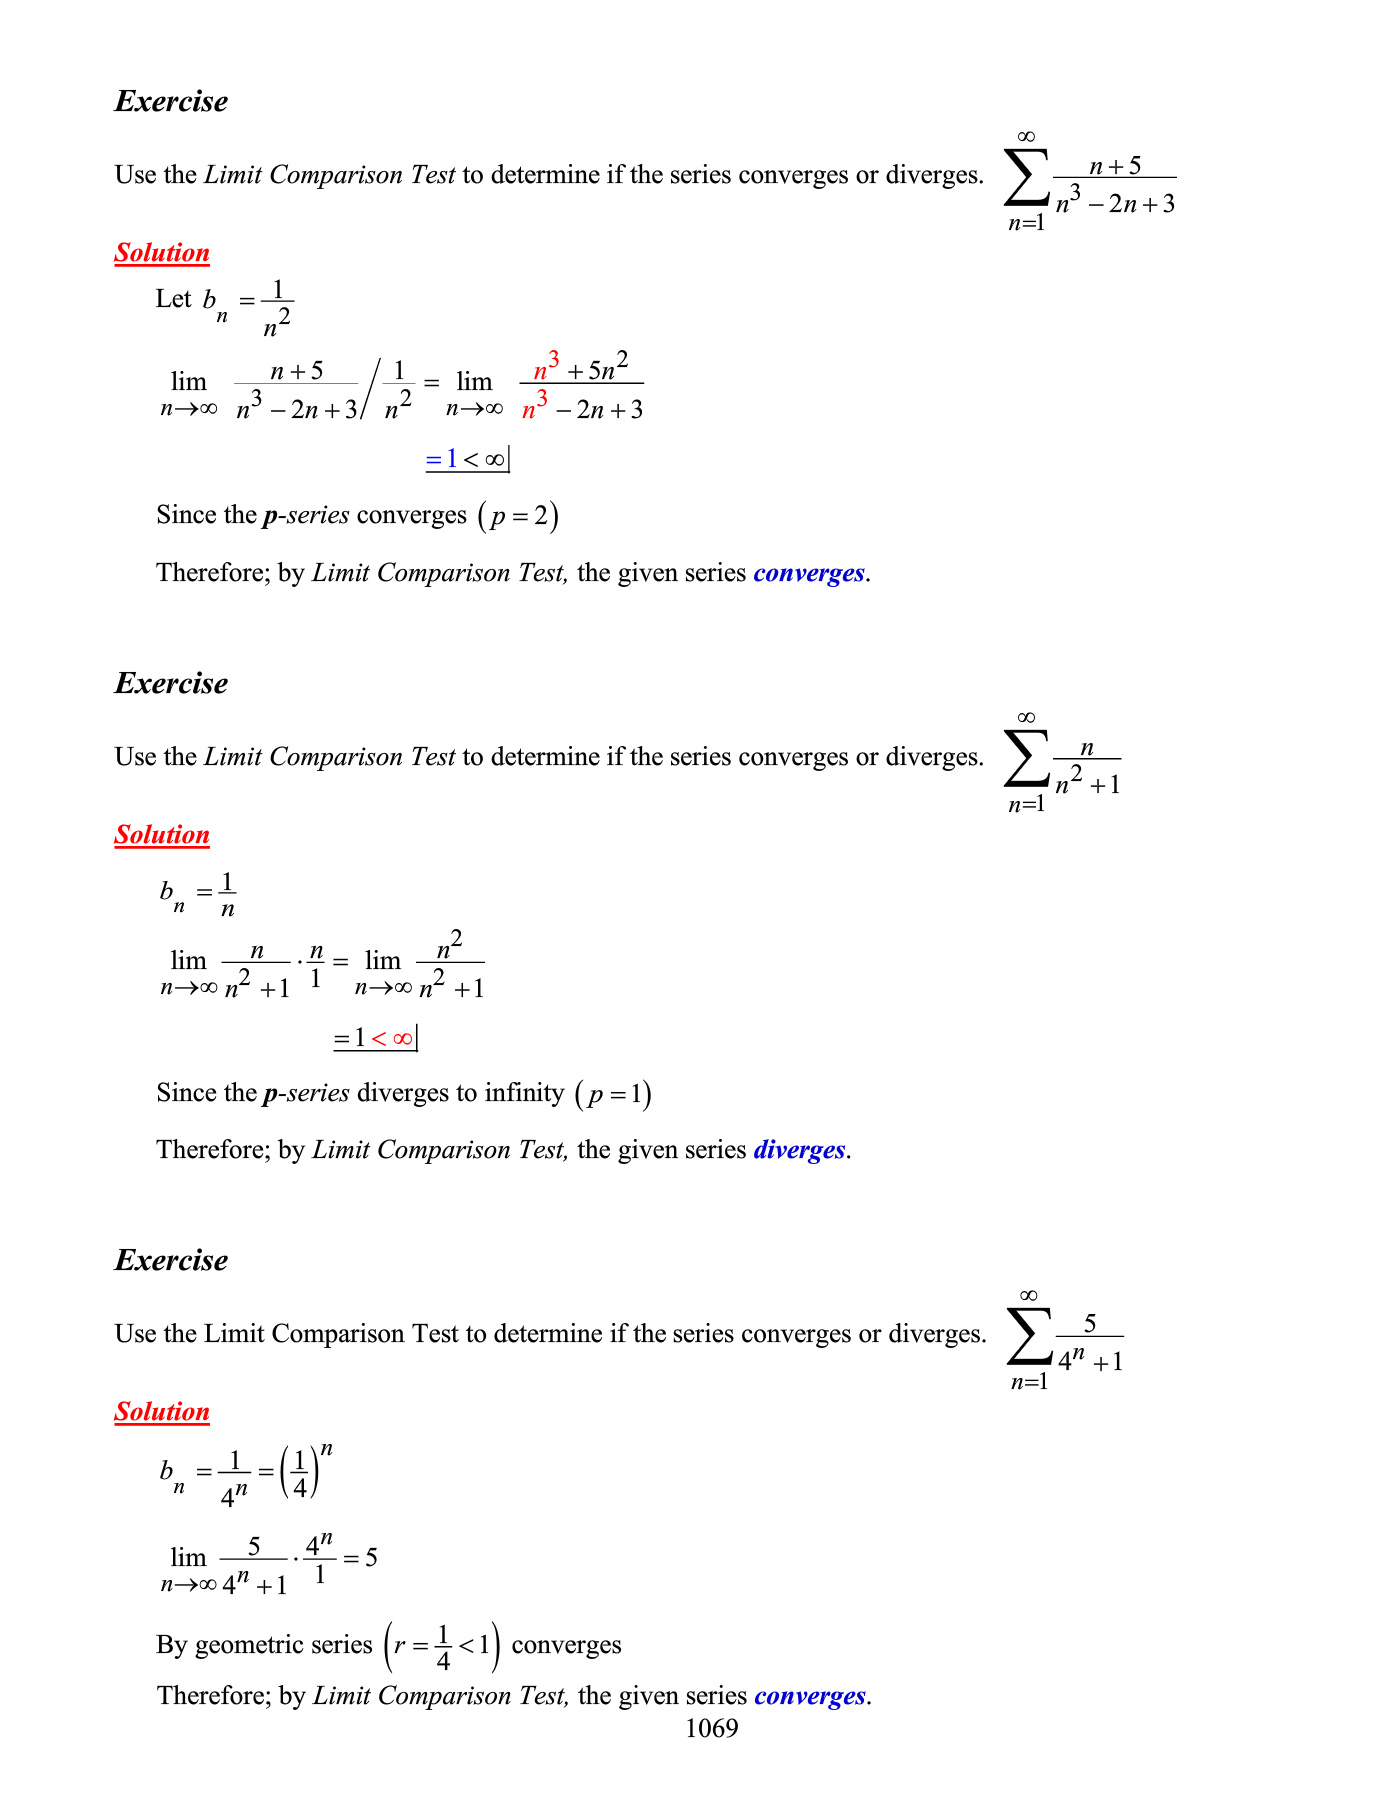 Exercise
Use the Limit Comparison Test to determine if the series converges or diverges. $\sum_{n=1}^{\infty} \frac{n+5}{n^3-2n+3}$
Solution
Let $b_n = \frac{1}{n^2}$
$\lim_{n\to\infty} \frac{n+5}{n^3-2n+3} / \frac{1}{n^2} = \lim_{n\to\infty} \frac{n^3+5n^2}{n^3-2n+3}$
$= 1 < \infty|$
Since the p-series converges $(p=2)$
Therefore; by Limit Comparison Test, the given series converges.
Exercise
Use the Limit Comparison Test to determine if the series converges or diverges. $\sum_{n=1}^{\infty} \frac{n}{n^2+1}$
Solution
$b_n = \frac{1}{n}$
$\lim_{n\to\infty} \frac{n}{n^2+1} \cdot \frac{n}{1} = \lim_{n\to\infty} \frac{n^2}{n^2+1}$
$= 1 < \infty|$
Since the p-series diverges to infinity $(p=1)$
Therefore; by Limit Comparison Test, the given series diverges.
Exercise
Use the Limit Comparison Test to determine if the series converges or diverges. $\sum_{n=1}^{\infty} \frac{5}{4^n+1}$
Solution
$b_n = \frac{1}{4^n} = \left(\frac{1}{4}\right)^n$
$\lim_{n\to\infty} \frac{5}{4^n+1} \cdot \frac{4^n}{1} = 5$
By geometric series $\left(r = \frac{1}{4} < 1\right)$ converges
Therefore; by Limit Comparison Test, the given series converges.
1069